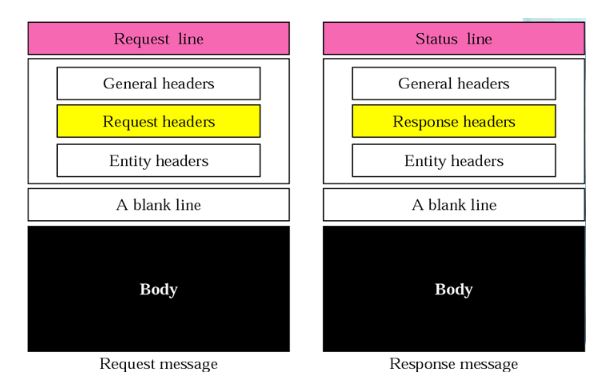 Request line
General headers
Request headers
Entity headers
A blank line
Body
Request message
Status line
General headers
Response headers
Entity headers
A blank line
Body
Response message